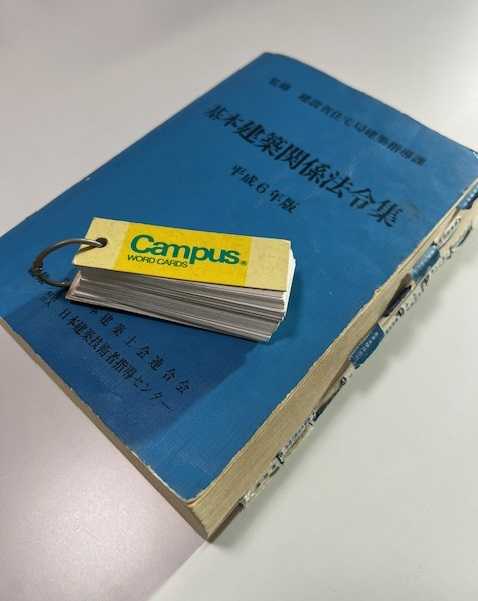 監修 建設省住宅局建築指導課
基本建築関係法令集
平成6年版
Campus®
WORD CARDS
建築士会連合会
日本建築技術者指導センター